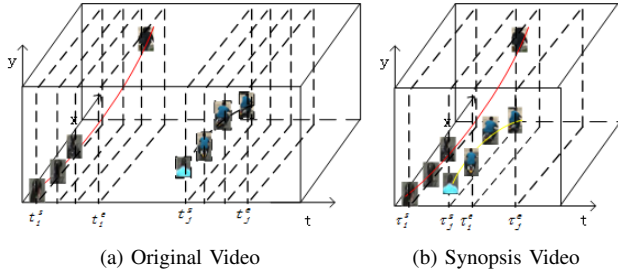 y
x
t_i^s t_i^e t_j^s t_j^e t
(a) Original Video
y
x
τ_i^s τ_j^s τ_i^e τ_j^e t
(b) Synopsis Video